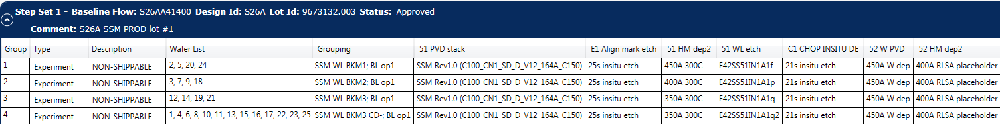 Step Set 1 - Baseline Flow: S26AA41400 Design Id: S26A Lot Id: 9673132.003 Status: Approved
Comment: S26A SSM PROD lot #1
Group Type Description Wafer List Grouping 51 PVD stack E1 Align mark etch 51 HM dep2 51 WL etch C1 CHOP INSITU DE 52 W PVD 52 HM dep2
1 Experiment NON-SHIPPABLE 2, 5, 20, 24 SSM WL BKM1; BL op1 SSM Rev1.0 (C100_CN1_SD_D_V12_164A_C150) 25s insitu etch 450A 300C E42SS51IN1A1f 21s insitu etch 450A W dep 400A RLSA placeholder
2 Experiment NON-SHIPPABLE 3, 7, 9, 18 SSM WL BKM2; BL op1 SSM Rev1.0 (C100_CN1_SD_D_V12_164A_C150) 25s insitu etch 400A 300C E42SS51IN1A1p 21s insitu etch 450A W dep 400A RLSA placeholder
3 Experiment NON-SHIPPABLE 12, 14, 19, 21 SSM WL BKM3; BL op1 SSM Rev1.0 (C100_CN1_SD_D_V12_164A_C150) 25s insitu etch 350A 300C E42SS51IN1A1q 21s insitu etch 450A W dep 400A RLSA placeholder
4 Experiment NON-SHIPPABLE 1, 4, 6, 8, 10, 11, 13, 15, 16, 17, 22, 23, 25 SSM WL BKM3 CD-; BL op1 SSM Rev1.0 (C100_CN1_SD_D_V12_164A_C150) 25s insitu etch 350A 300C E42SS51IN1A1q2 21s insitu etch 450A W dep 400A RLSA placeholder